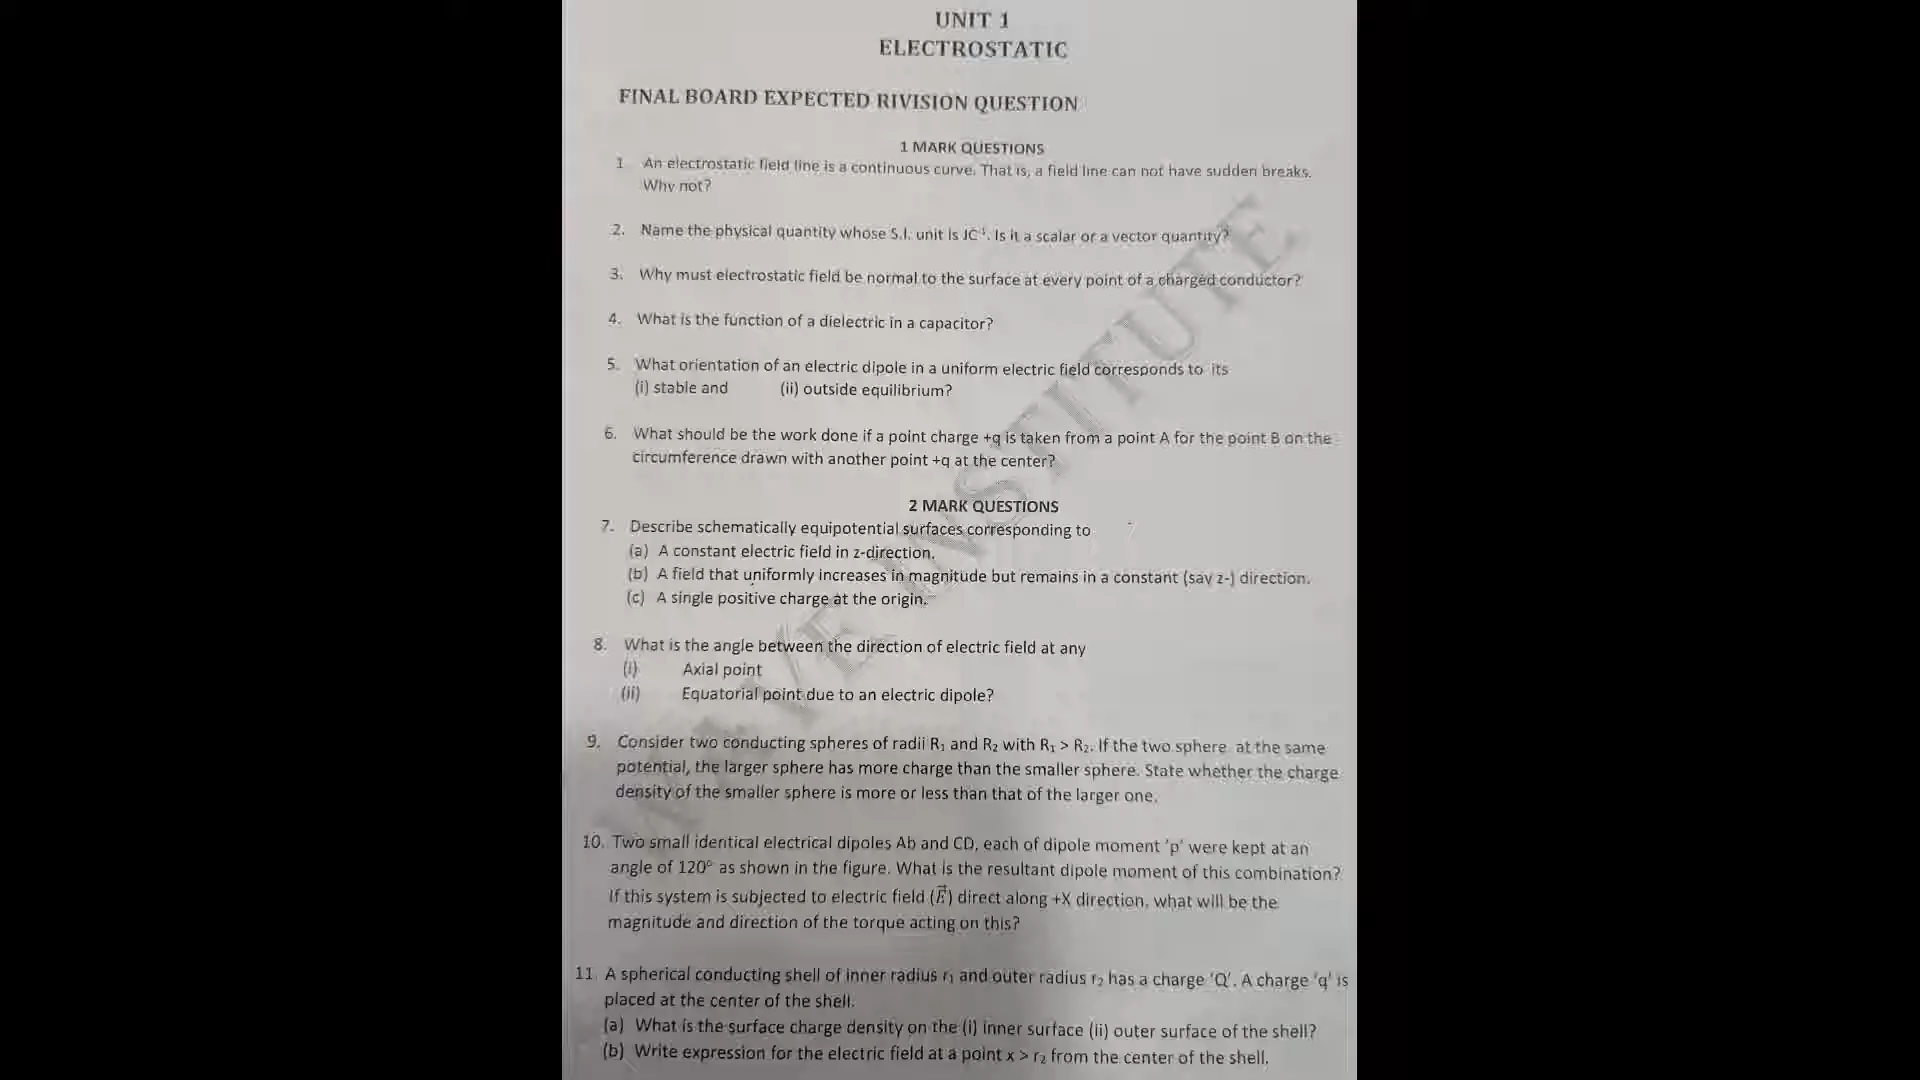 UNIT 1
ELECTROSTATIC
FINAL BOARD EXPECTED RIVISION QUESTION
1 MARK QUESTIONS
1. An electrostatic field line is a continuous curve. That is, a field line can not have sudden breaks.
Why not?
2. Name the physical quantity whose S.I. unit is JC⁻¹. Is it a scalar or a vector quantity?
3. Why must electrostatic field be normal to the surface at every point of a charged conductor?
4. What is the function of a dielectric in a capacitor?
5. What orientation of an electric dipole in a uniform electric field corresponds to its
(i) stable and (ii) outside equilibrium?
6. What should be the work done if a point charge +q is taken from a point A for the point B on the
circumference drawn with another point +q at the center?
2 MARK QUESTIONS
7. Describe schematically equipotential surfaces corresponding to
(a) A constant electric field in z-direction.
(b) A field that uniformly increases in magnitude but remains in a constant (say z-) direction.
(c) A single positive charge at the origin.
8. What is the angle between the direction of electric field at any
(i) Axial point
(ii) Equatorial point due to an electric dipole?
9. Consider two conducting spheres of radii R₁ and R₂ with R₁ > R₂. If the two sphere at the same
potential, the larger sphere has more charge than the smaller sphere. State whether the charge
density of the smaller sphere is more or less than that of the larger one.
10. Two small identical electrical dipoles Ab and CD, each of dipole moment 'p' were kept at an
angle of 120° as shown in the figure. What is the resultant dipole moment of this combination?
If this system is subjected to electric field (E⃗) direct along +X direction, what will be the
magnitude and direction of the torque acting on this?
11. A spherical conducting shell of inner radius r₁ and outer radius r₂ has a charge 'Q'. A charge 'q' is
placed at the center of the shell.
(a) What is the surface charge density on the (i) inner surface (ii) outer surface of the shell?
(b) Write expression for the electric field at a point x > r₂ from the center of the shell.
WAVE INSTITUTE